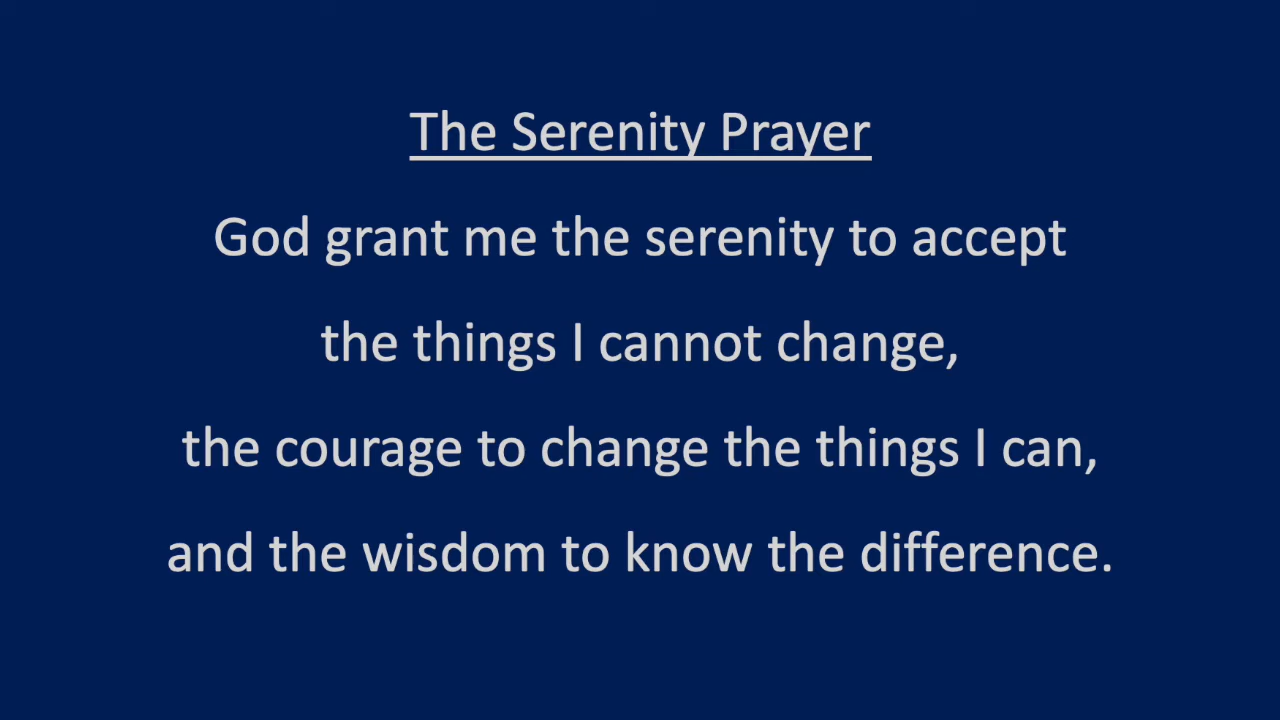 The Serenity Prayer
God grant me the serenity to accept
the things I cannot change,
the courage to change the things I can,
and the wisdom to know the difference.